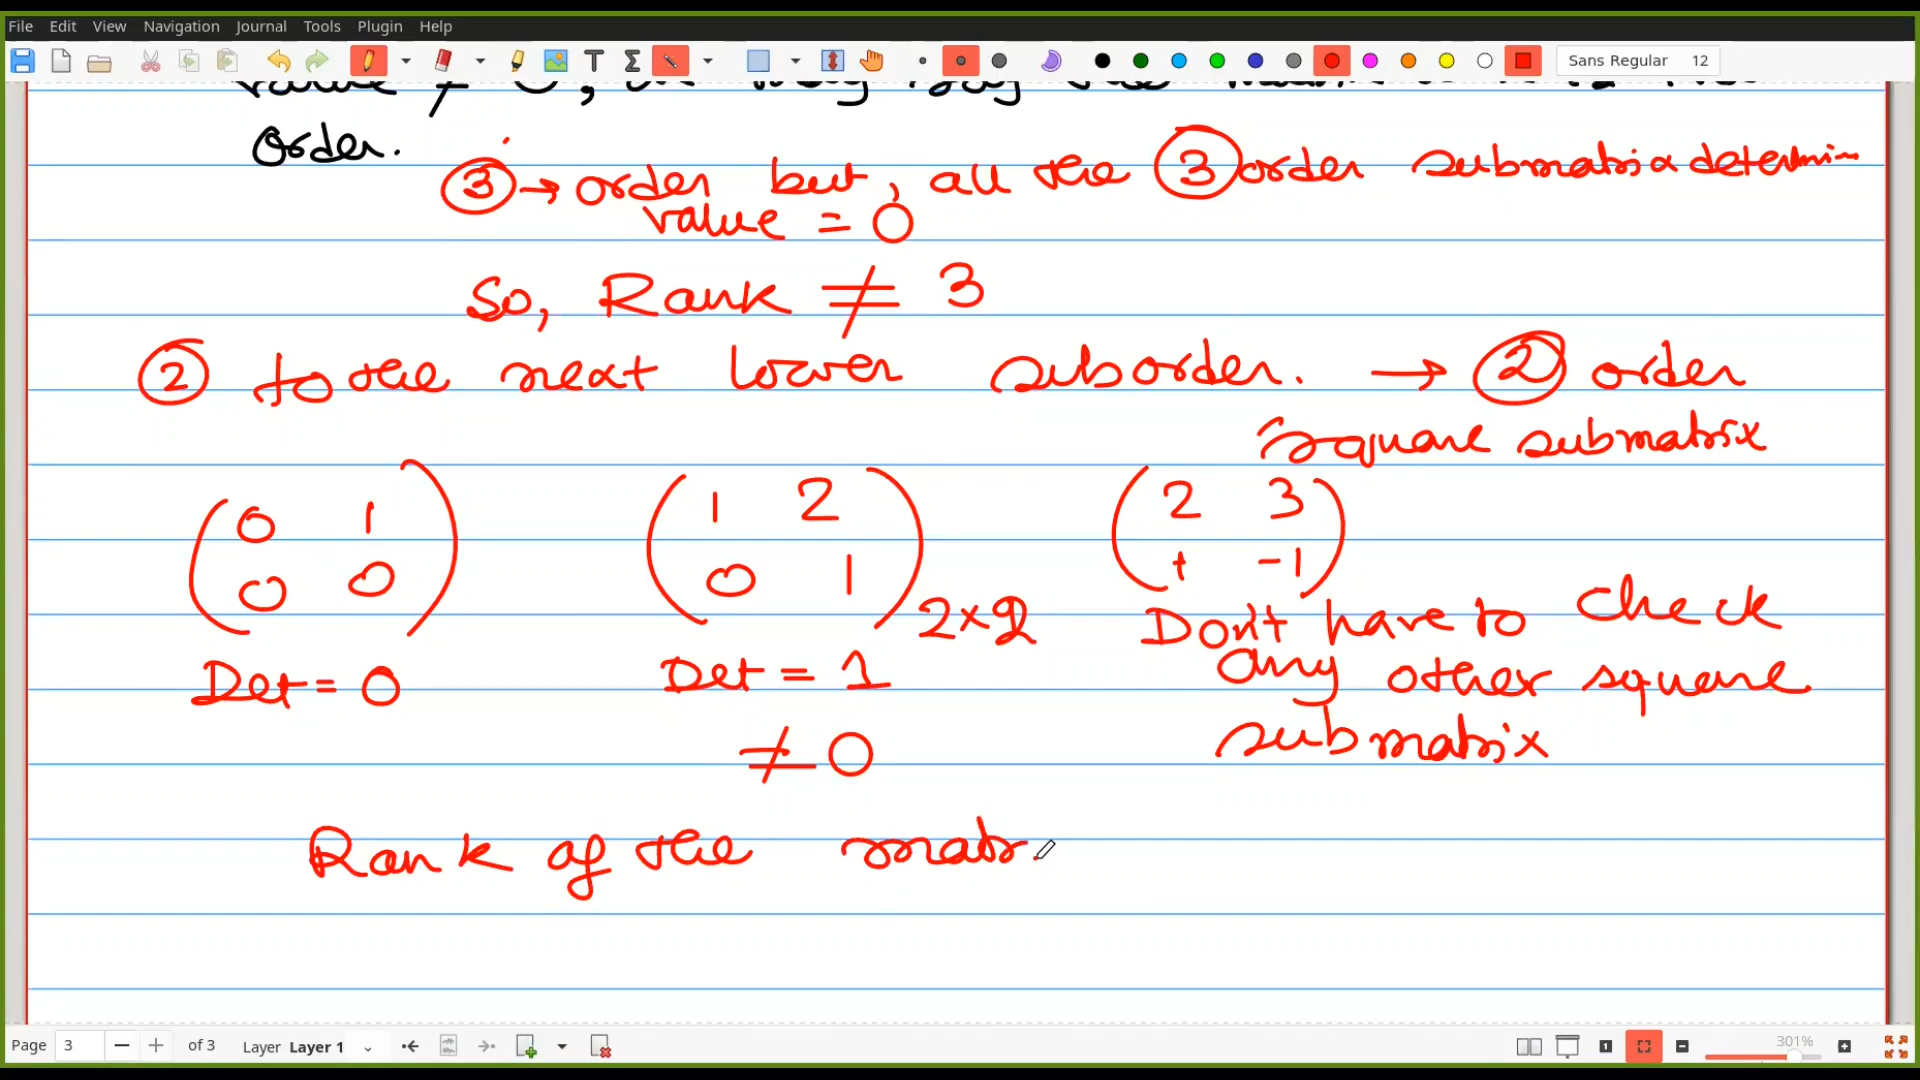 File Edit View Navigation Journal Tools Plugin Help
Sans Regular 12
value ≠ 0,
order.
③ → order but, all the ③ order submatrix determin
value = 0
So, Rank ≠ 3
② to the next lower suborder. → ② order
square submatrix
0 1
0 0
1 2
0 1
2×2
2 3
+ -1
Don't have to check
any other square
submatrix
Det = 0
Det = 1
≠ 0
Rank of the matr
Page 3 of 3 Layer Layer 1 301%